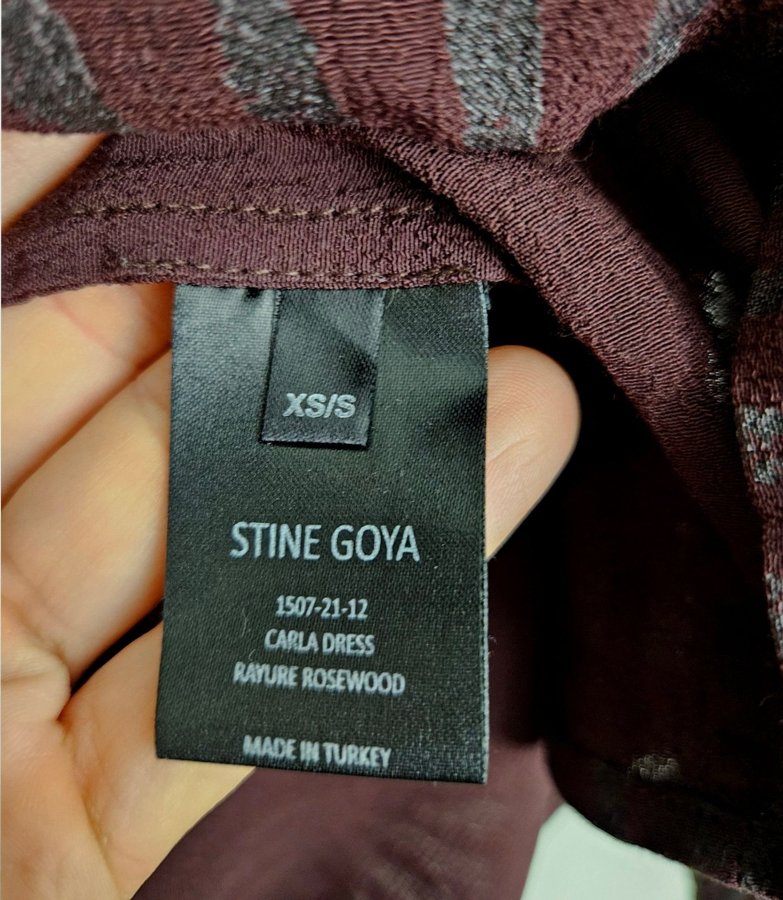 XS/S
STINE GOYA
1507-21-12
CARLA DRESS
RAYURE ROSEWOOD
MADE IN TURKEY